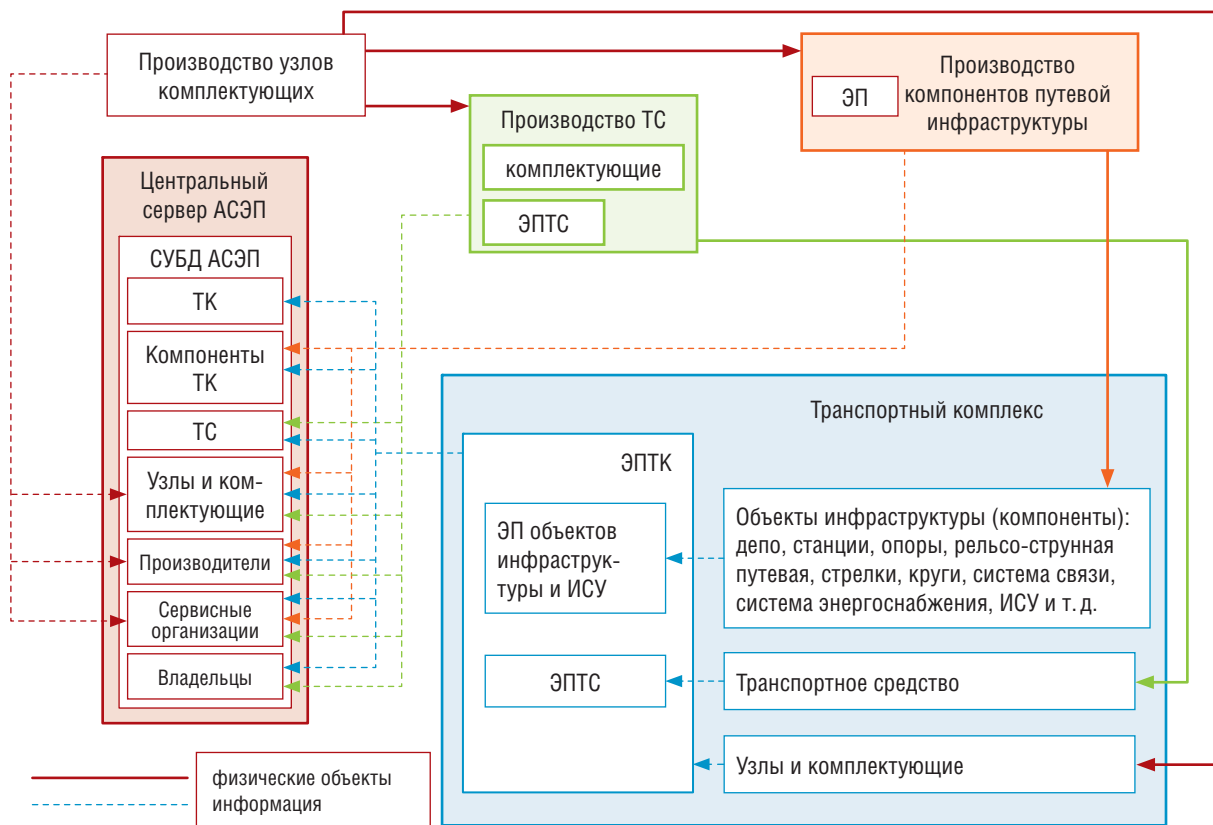 Производство узлов
комплектующих
Производство
компонентов путевой
инфраструктуры
ЭП
Производство ТС
комплектующие
ЭПТС
Центральный
сервер АСЭП
СУБД АСЭП
ТК
Компоненты
ТК
ТС
Узлы и ком-
плектующие
Производители
Сервисные
организации
Владельцы
Транспортный комплекс
ЭПТК
ЭП объектов
инфраструк-
туры и ИСУ
ЭПТС
Объекты инфраструктуры (компоненты):
депо, станции, опоры, рельсо-струнная
путевая, стрелки, круги, система связи,
система энергоснабжения, ИСУ и т. д.
Транспортное средство
Узлы и комплектующие
физические объекты
информация